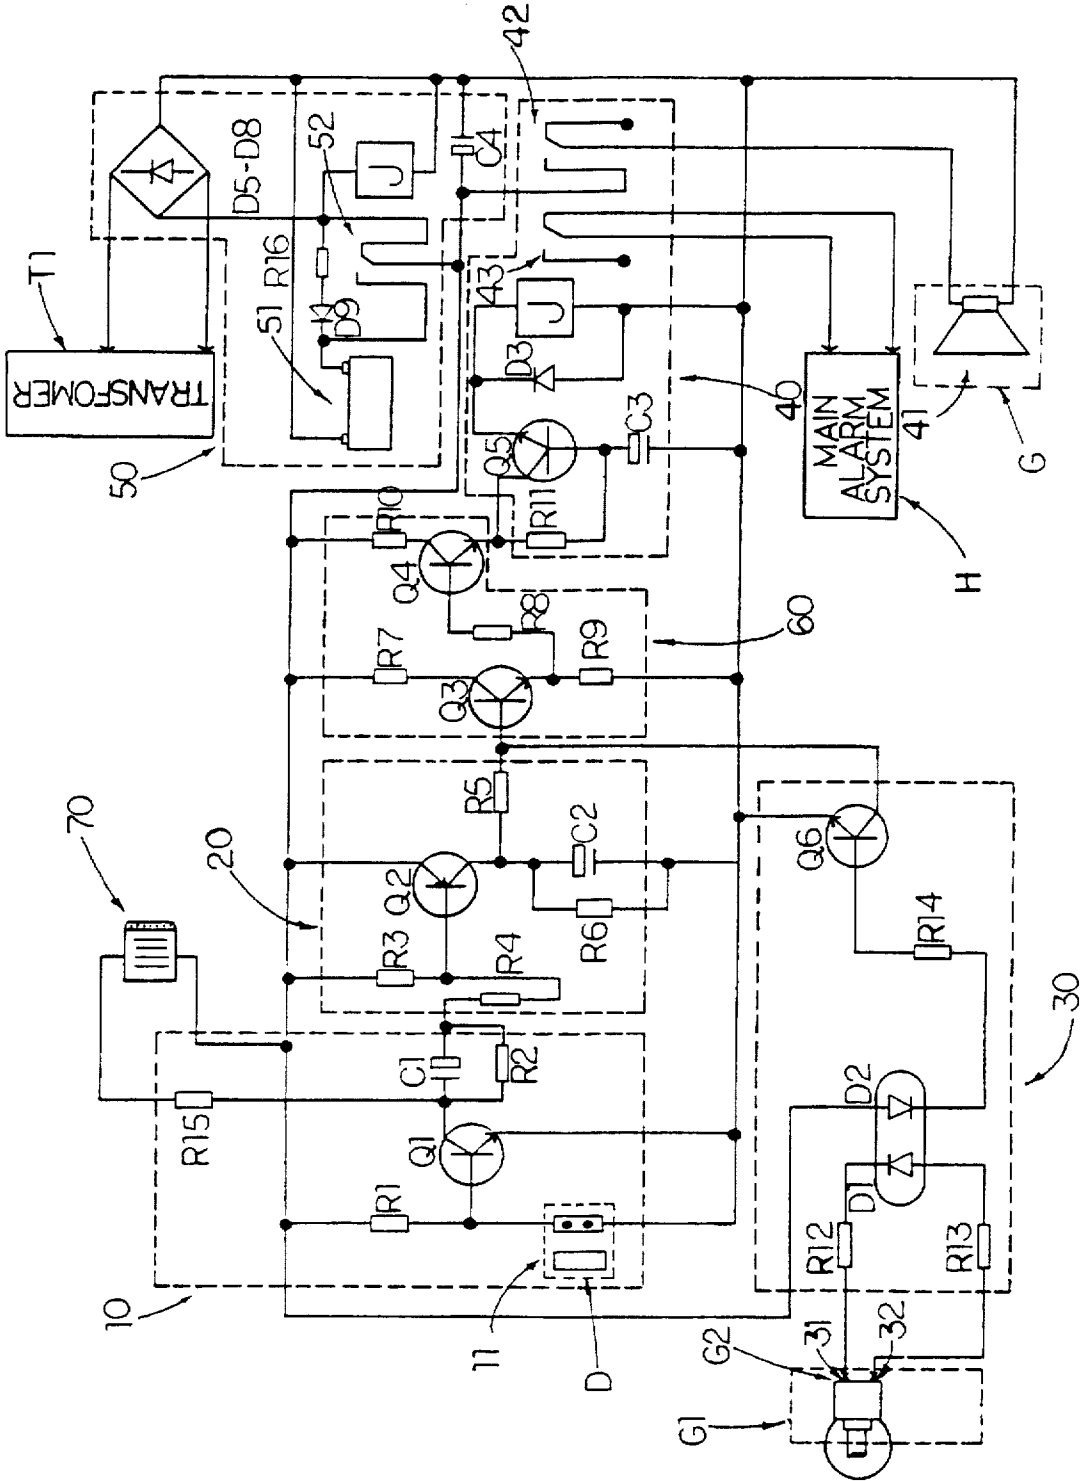 42
T1
TRANSFOMER
D5-D8
52
R16
J
C4
51
D9
50
43
J
D3
40
MAIN
ALARM
SYSTEM
41
G
H
Q5
C3
R10
R11
Q4
R8
60
R7
R9
Q3
70
20
R5
Q2
C2
R3
R4
R6
Q6
R14
30
C1
R2
R15
Q1
D2
D1
R1
R12
R13
10
11
D
G2
31
32
G1